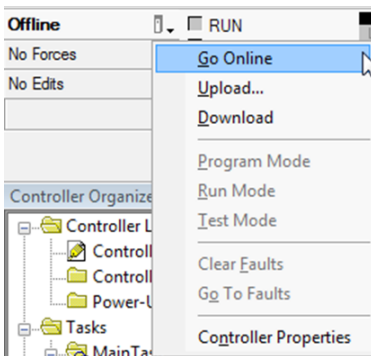 Offline
RUN
No Forces
No Edits
Go Online
Upload...
Download
Program Mode
Run Mode
Test Mode
Clear Faults
Go To Faults
Controller Properties
Controller Organize
Controller L
Controll
Controll
Power-U
Tasks
MainTas